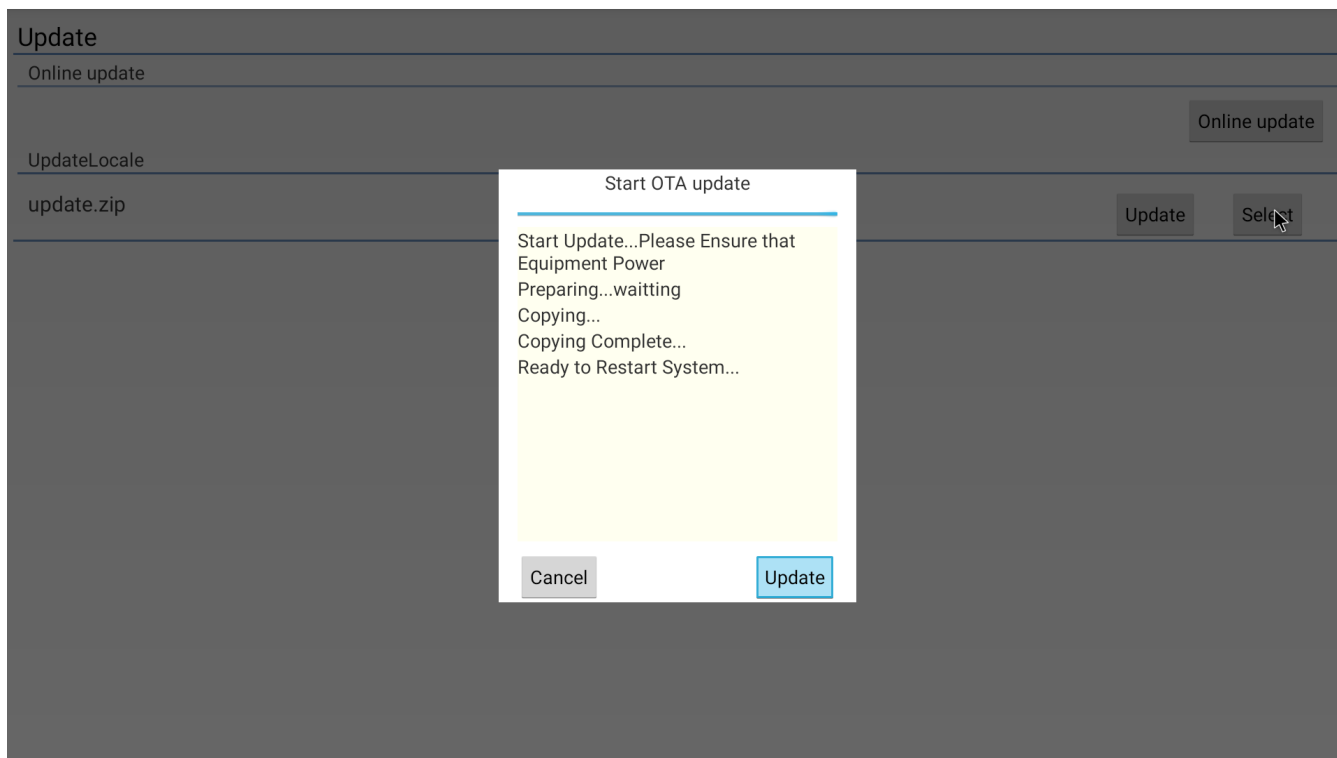 Update
Online update
Online update
UpdateLocale
update.zip
Update
Select
Start OTA update
Start Update...Please Ensure that
Equipment Power
Preparing...waitting
Copying...
Copying Complete...
Ready to Restart System...
Cancel
Update